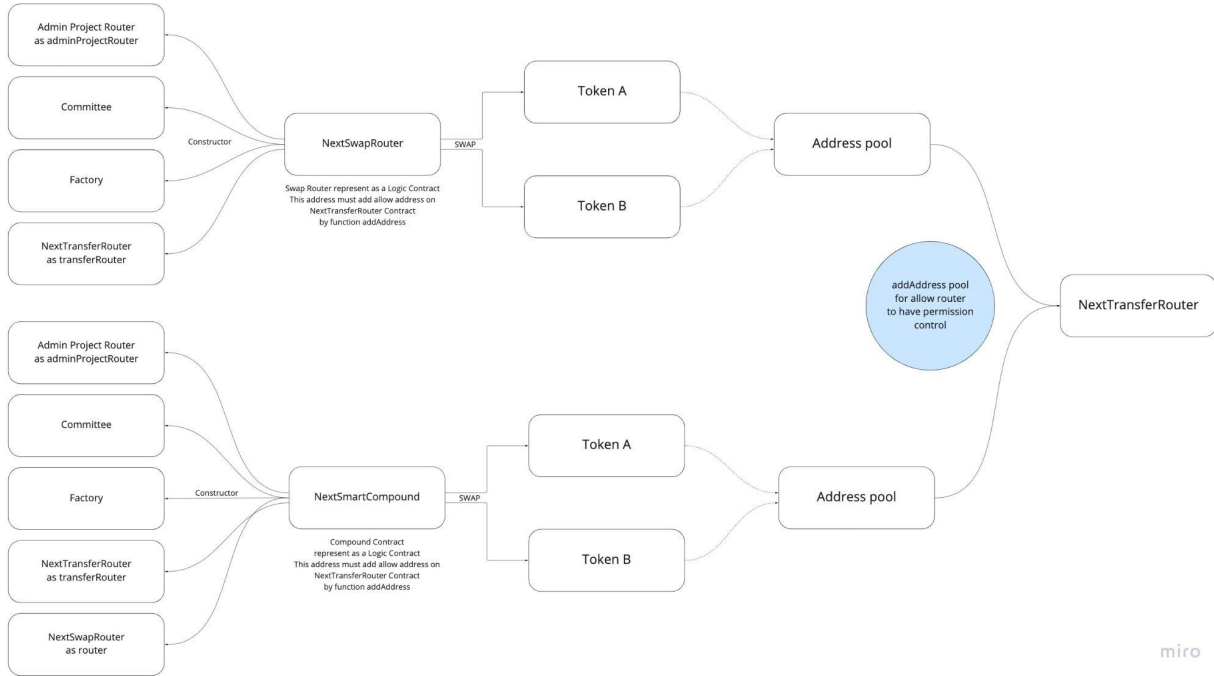 Admin Project Router
as adminProjectRouter
Committee
Constructor
Factory
NextTransferRouter
as transferRouter
NextSwapRouter
Swap Router represent as a Logic Contract
This address must add allow address on
NextTransferRouter Contract
by function addAddress
SWAP
Token A
Token B
Address pool
addAddress pool
for allow router
to have permission
control
NextTransferRouter
Admin Project Router
as adminProjectRouter
Committee
Factory
Constructor
NextTransferRouter
as transferRouter
NextSwapRouter
as router
NextSmartCompound
Compound Contract
represent as a Logic Contract
This address must add allow address on
NextTransferRouter Contract
by function addAddress
SWAP
Token A
Token B
Address pool
miro